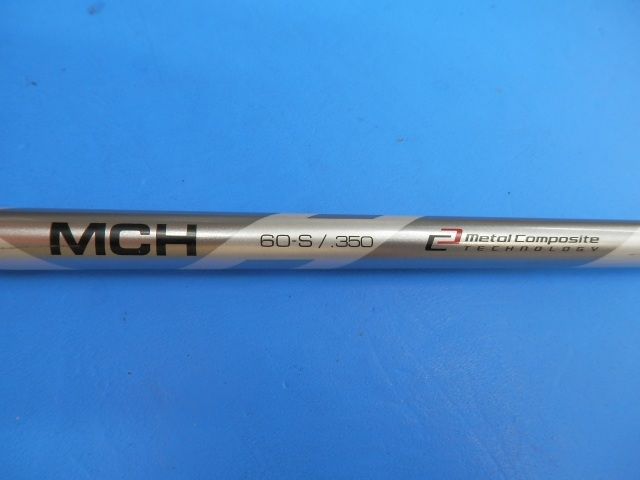 MCH 60-S / .350 Metal Composite
TECHNOLOGY